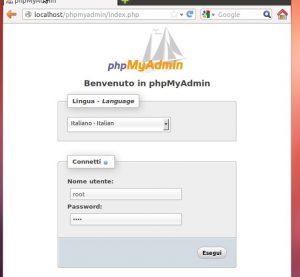 phpMyAdmin
localhost/phpmyadmin/index.php
Google
phpMyAdmin
Benvenuto in phpMyAdmin
Lingua - Language
Italiano - Italian
Connetti
Nome utente:
root
Password:
••••
Esegui